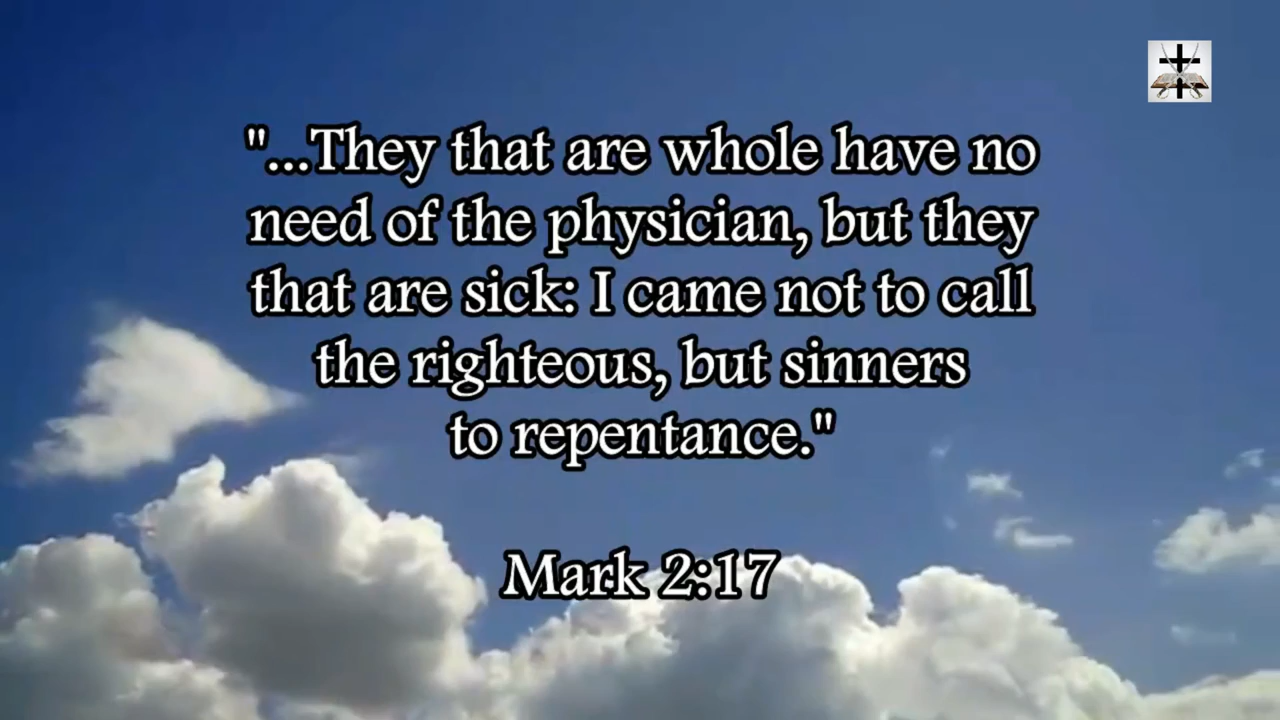 "...They that are whole have no
need of the physician, but they
that are sick: I came not to call
the righteous, but sinners
to repentance."
Mark 2:17